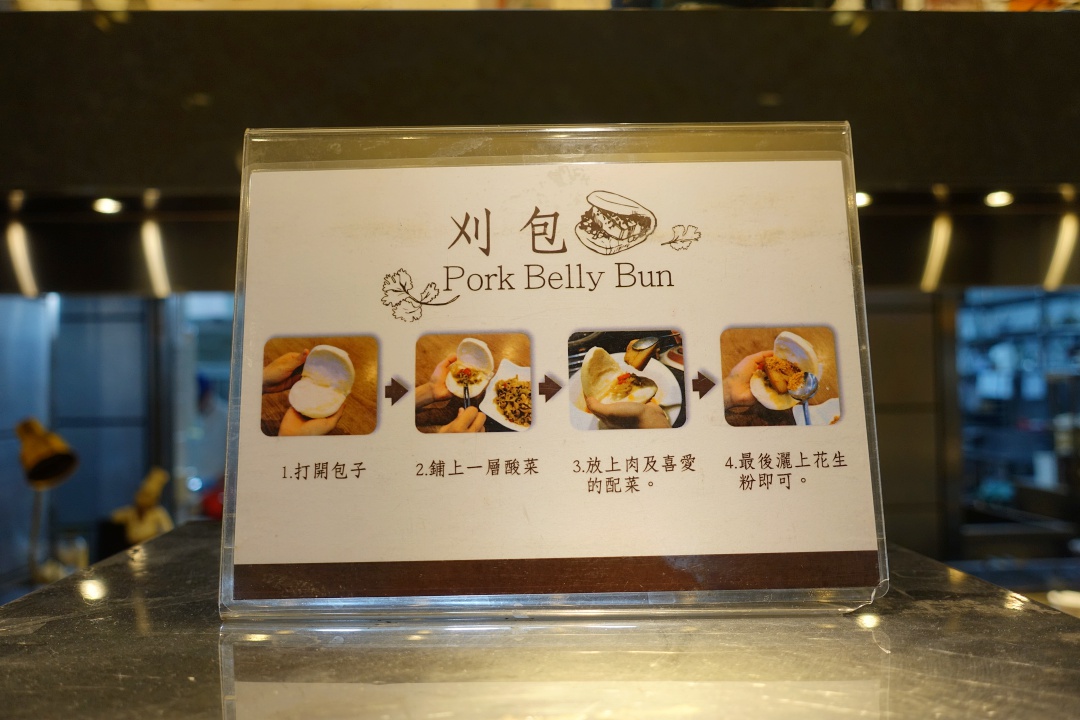 刈包
Pork Belly Bun
1.打開包子
2.鋪上一層酸菜
3.放上肉及喜愛
的配菜。
4.最後灑上花生
粉即可。